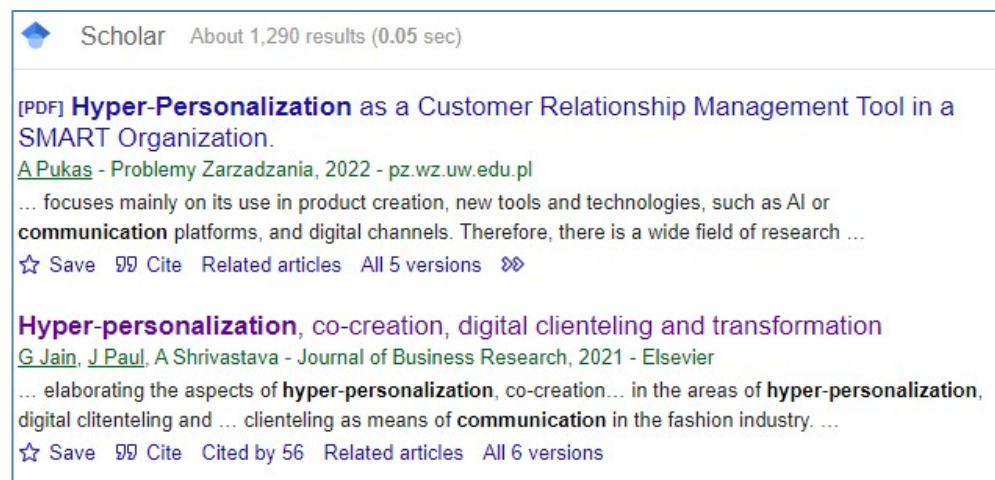 Scholar About 1,290 results (0.05 sec)
[PDF] Hyper-Personalization as a Customer Relationship Management Tool in a
SMART Organization.
A Pukas - Problemy Zarzadzania, 2022 - pz.wz.uw.edu.pl
... focuses mainly on its use in product creation, new tools and technologies, such as AI or
communication platforms, and digital channels. Therefore, there is a wide field of research ...
Save Cite Related articles All 5 versions
Hyper-personalization, co-creation, digital clienteling and transformation
G Jain, J Paul, A Shrivastava - Journal of Business Research, 2021 - Elsevier
... elaborating the aspects of hyper-personalization, co-creation... in the areas of hyper-personalization,
digital clitenteling and ... clienteling as means of communication in the fashion industry. ...
Save Cite Cited by 56 Related articles All 6 versions